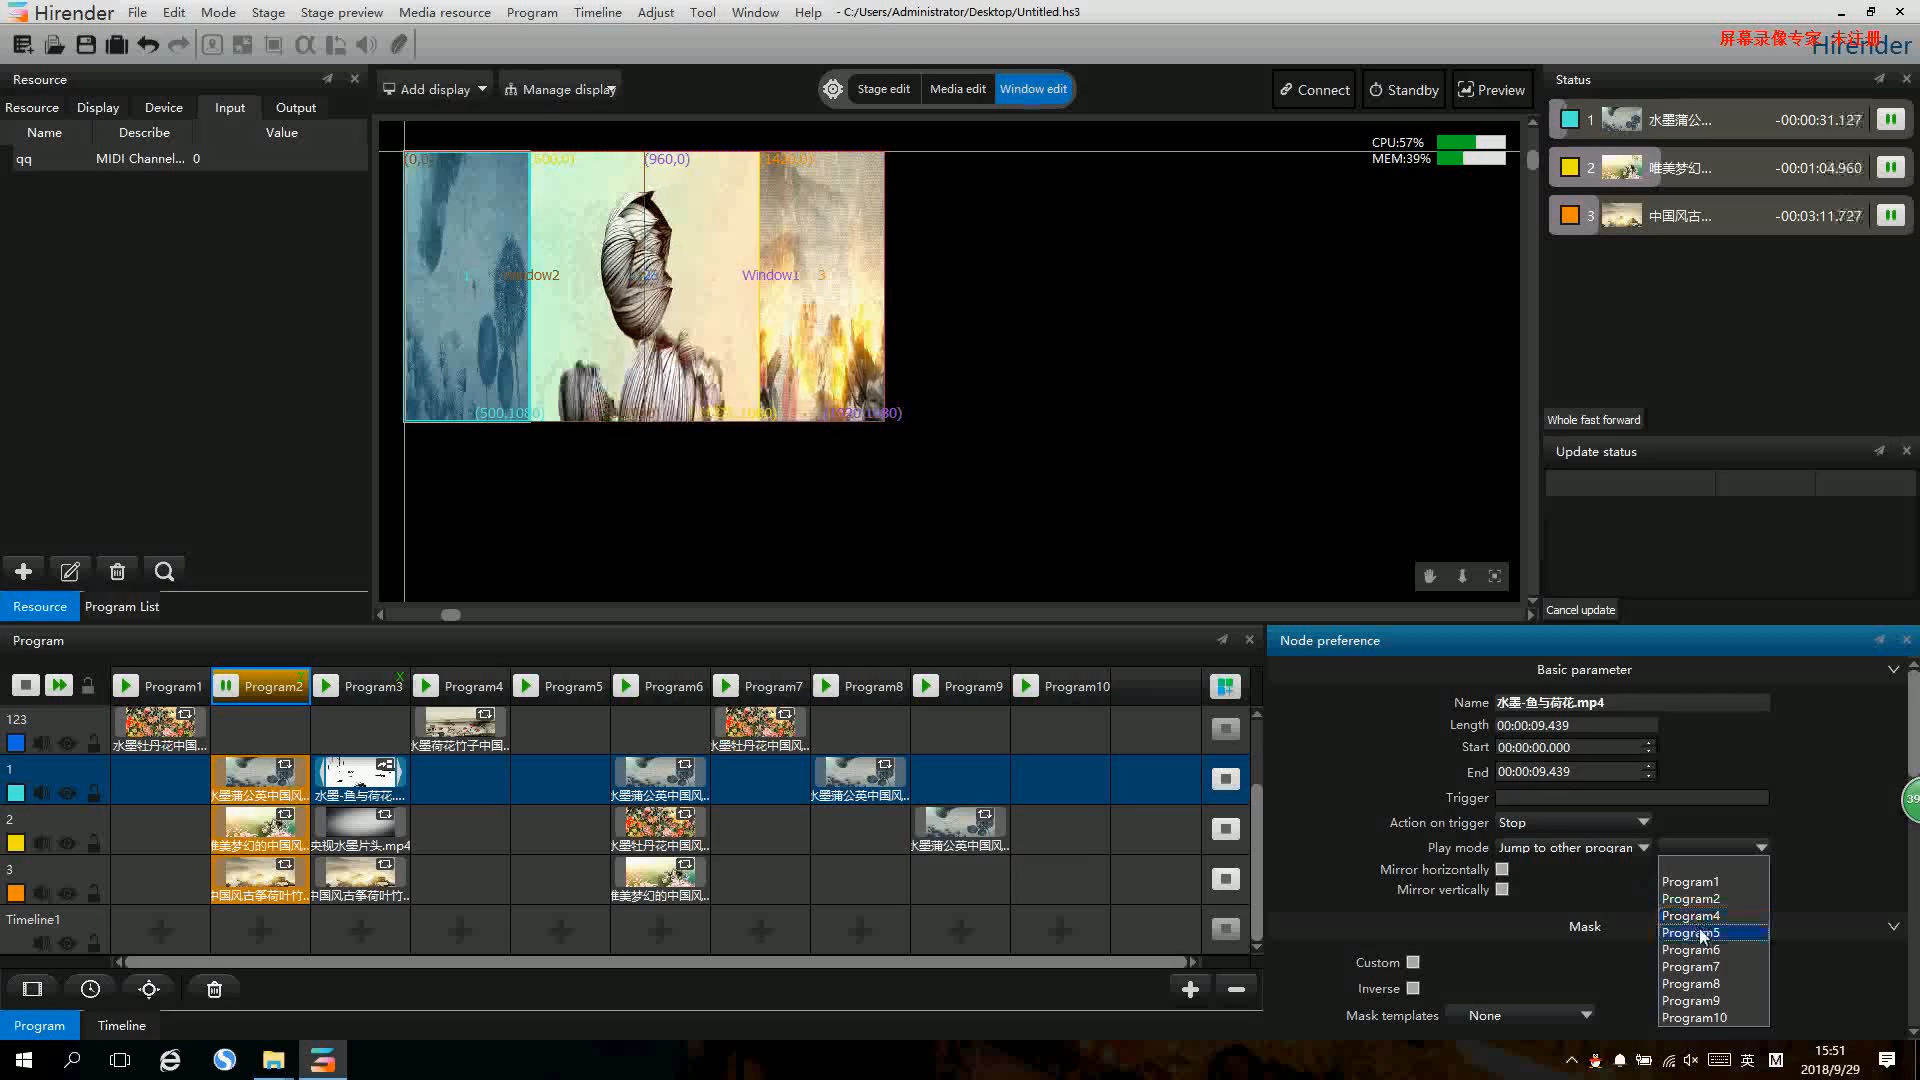 Hirender File Edit Mode Stage Stage preview Media resource Program Timeline Adjust Tool Window Help - C:/Users/Administrator/Desktop/Untitled.hs3
屏幕录像专家 未注册
Hirender
Resource
Add display
Manage display
Stage edit
Media edit
Window edit
Connect
Standby
Preview
Status
Resource Display Device Input Output
Name Describe Value
qq MIDI Channel... 0
CPU:57%
MEM:39%
1 水墨蒲公... -00:00:31.127
2 唯美梦幻... -00:01:04.960
3 中国风古... -00:03:11.727
(960,0)
1
Window1
3
(500,1080)
Whole fast forward
Update status
Cancel update
Resource
Program List
Program
Program1 Program2 Program3 Program4 Program5 Program6 Program7 Program8 Program9 Program10
123
水墨牡丹花中国...
水墨荷花竹子中国...
水墨牡丹花中国风...
1
水墨蒲公英中国风...
水墨-鱼与荷花....
水墨蒲公英中国风...
水墨蒲公英中国风...
2
唯美梦幻的中国风...
央视水墨片头.mp4
水墨牡丹花中国风...
水墨蒲公英中国风...
3
中国风古筝荷叶竹...
中国风古筝荷叶竹...
唯美梦幻的中国风...
Timeline1
Program
Timeline
Node preference
Basic parameter
Name 水墨-鱼与荷花.mp4
Length 00:00:09.439
Start 00:00:00.000
End 00:00:09.439
Trigger
Action on trigger Stop
Play mode Jump to other program
Mirror horizontally
Mirror vertically
Program1
Program2
Program4
Program5
Program6
Program7
Program8
Program9
Program10
Mask
Custom
Inverse
Mask templates None
39
英
M
15:51
2018/9/29